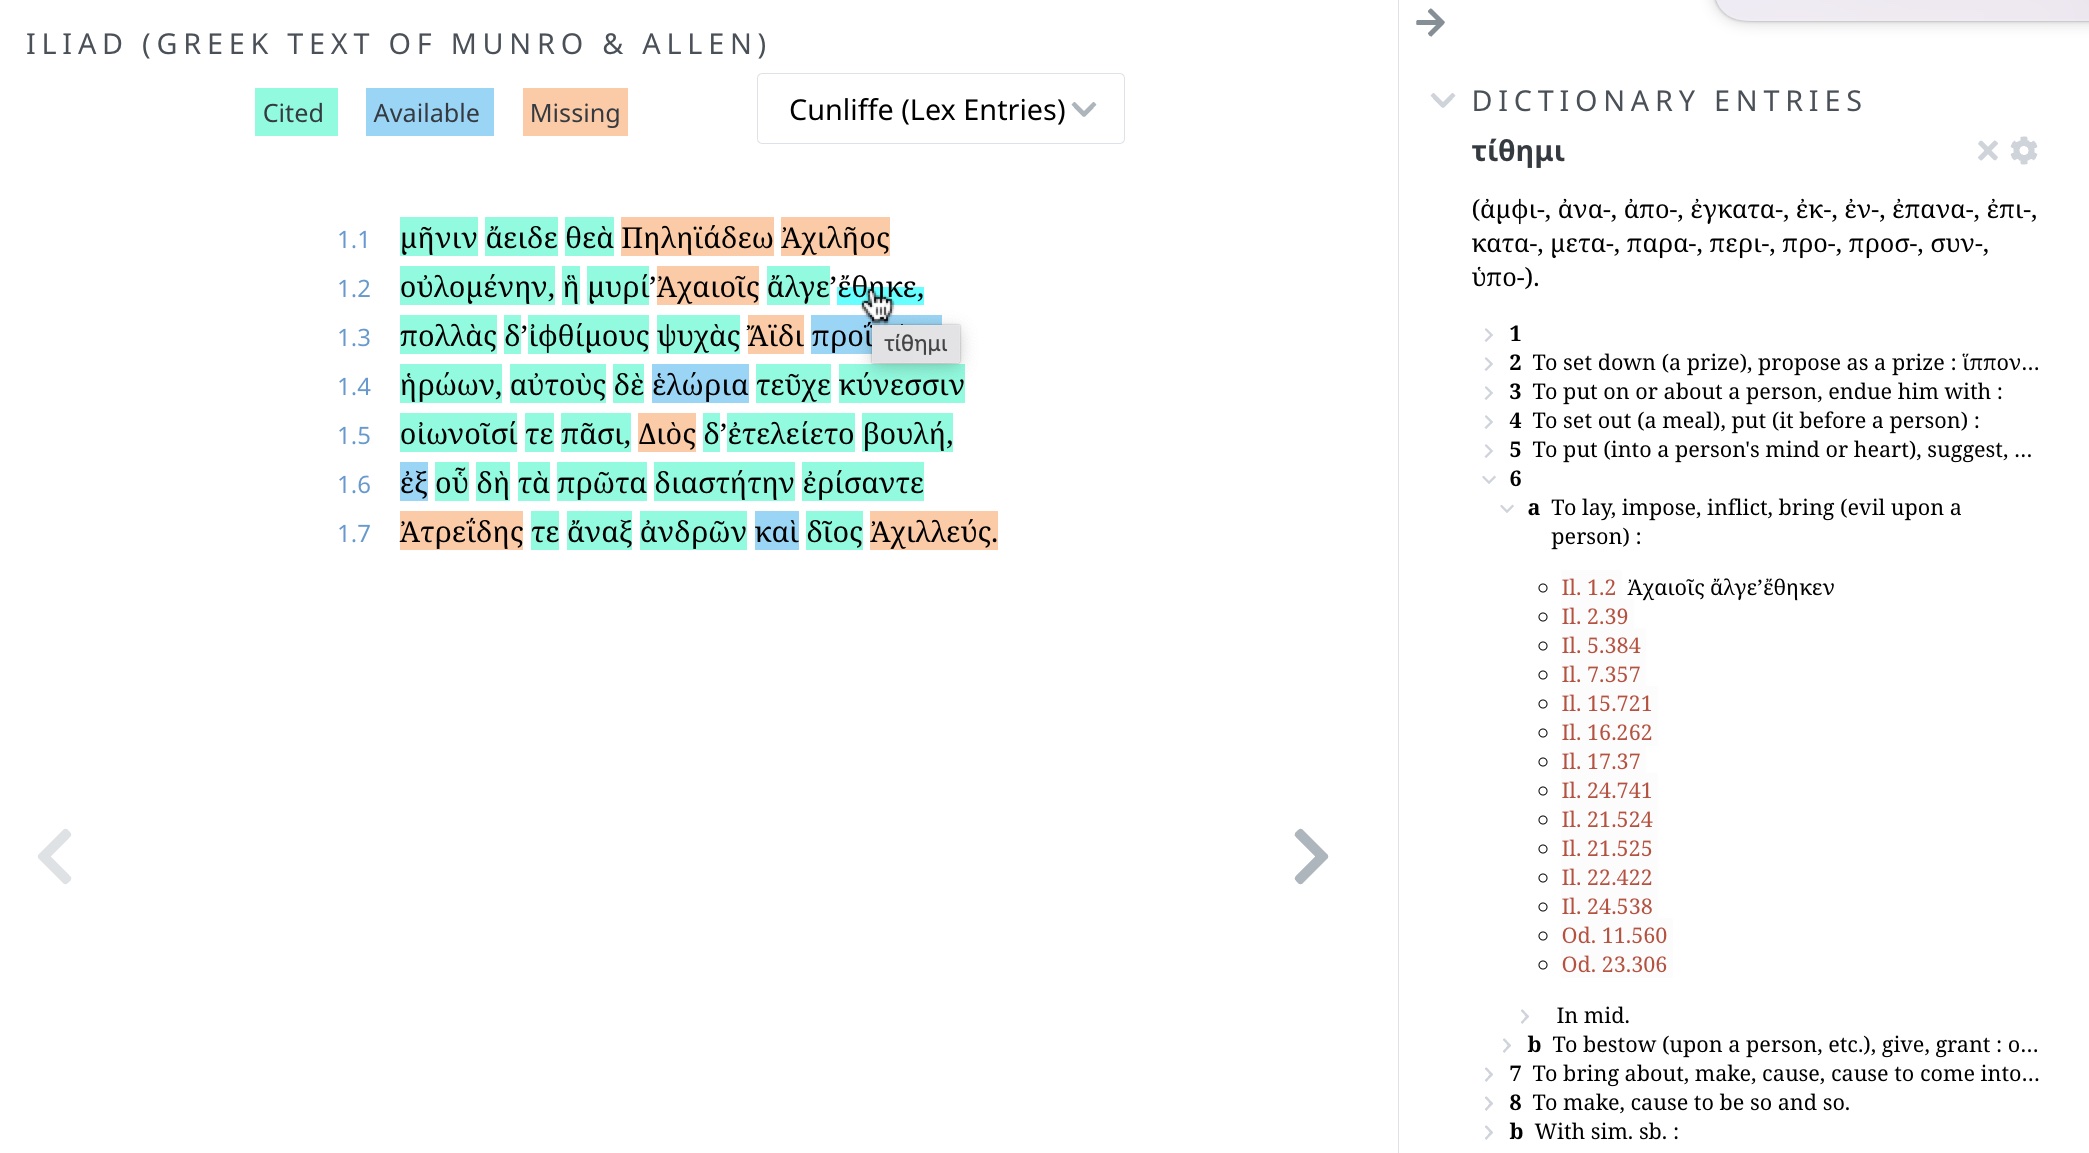 ILIAD (GREEK TEXT OF MUNRO & ALLEN)
Cited Available Missing
Cunliffe (Lex Entries)
1.1 μῆνιν ἄειδε θεὰ Πηληϊάδεω Ἀχιλῆος
1.2 οὐλομένην, ἣ μυρί’Ἀχαιοῖς ἄλγε’ἔθηκε,
1.3 πολλὰς δ’ἰφθίμους ψυχὰς Ἄϊδι
τίθημι
1.4 ἡρώων, αὐτοὺς δὲ ἑλώρια τεῦχε κύνεσσιν
1.5 οἰωνοῖσί τε πᾶσι, Διὸς δ’ἐτελείετο βουλή,
1.6 ἐξ οὗ δὴ τὰ πρῶτα διαστήτην ἐρίσαντε
1.7 Ἀτρεΐδης τε ἄναξ ἀνδρῶν καὶ δῖος Ἀχιλλεύς.
DICTIONARY ENTRIES
τίθημι
(ἀμφι-, ἀνα-, ἀπο-, ἐγκατα-, ἐκ-, ἐν-, ἐπανα-, ἐπι-,
κατα-, μετα-, παρα-, περι-, προ-, προσ-, συν-,
ὑπο-).
1
2 To set down (a prize), propose as a prize : ἵππον...
3 To put on or about a person, endue him with :
4 To set out (a meal), put (it before a person) :
5 To put (into a person's mind or heart), suggest, ...
6
a To lay, impose, inflict, bring (evil upon a
person) :
Il. 1.2 Ἀχαιοῖς ἄλγε’ἔθηκεν
Il. 2.39
Il. 5.384
Il. 7.357
Il. 15.721
Il. 16.262
Il. 17.37
Il. 24.741
Il. 21.524
Il. 21.525
Il. 22.422
Il. 24.538
Od. 11.560
Od. 23.306
In mid.
b To bestow (upon a person, etc.), give, grant : o...
7 To bring about, make, cause, cause to come into...
8 To make, cause to be so and so.
b With sim. sb. :